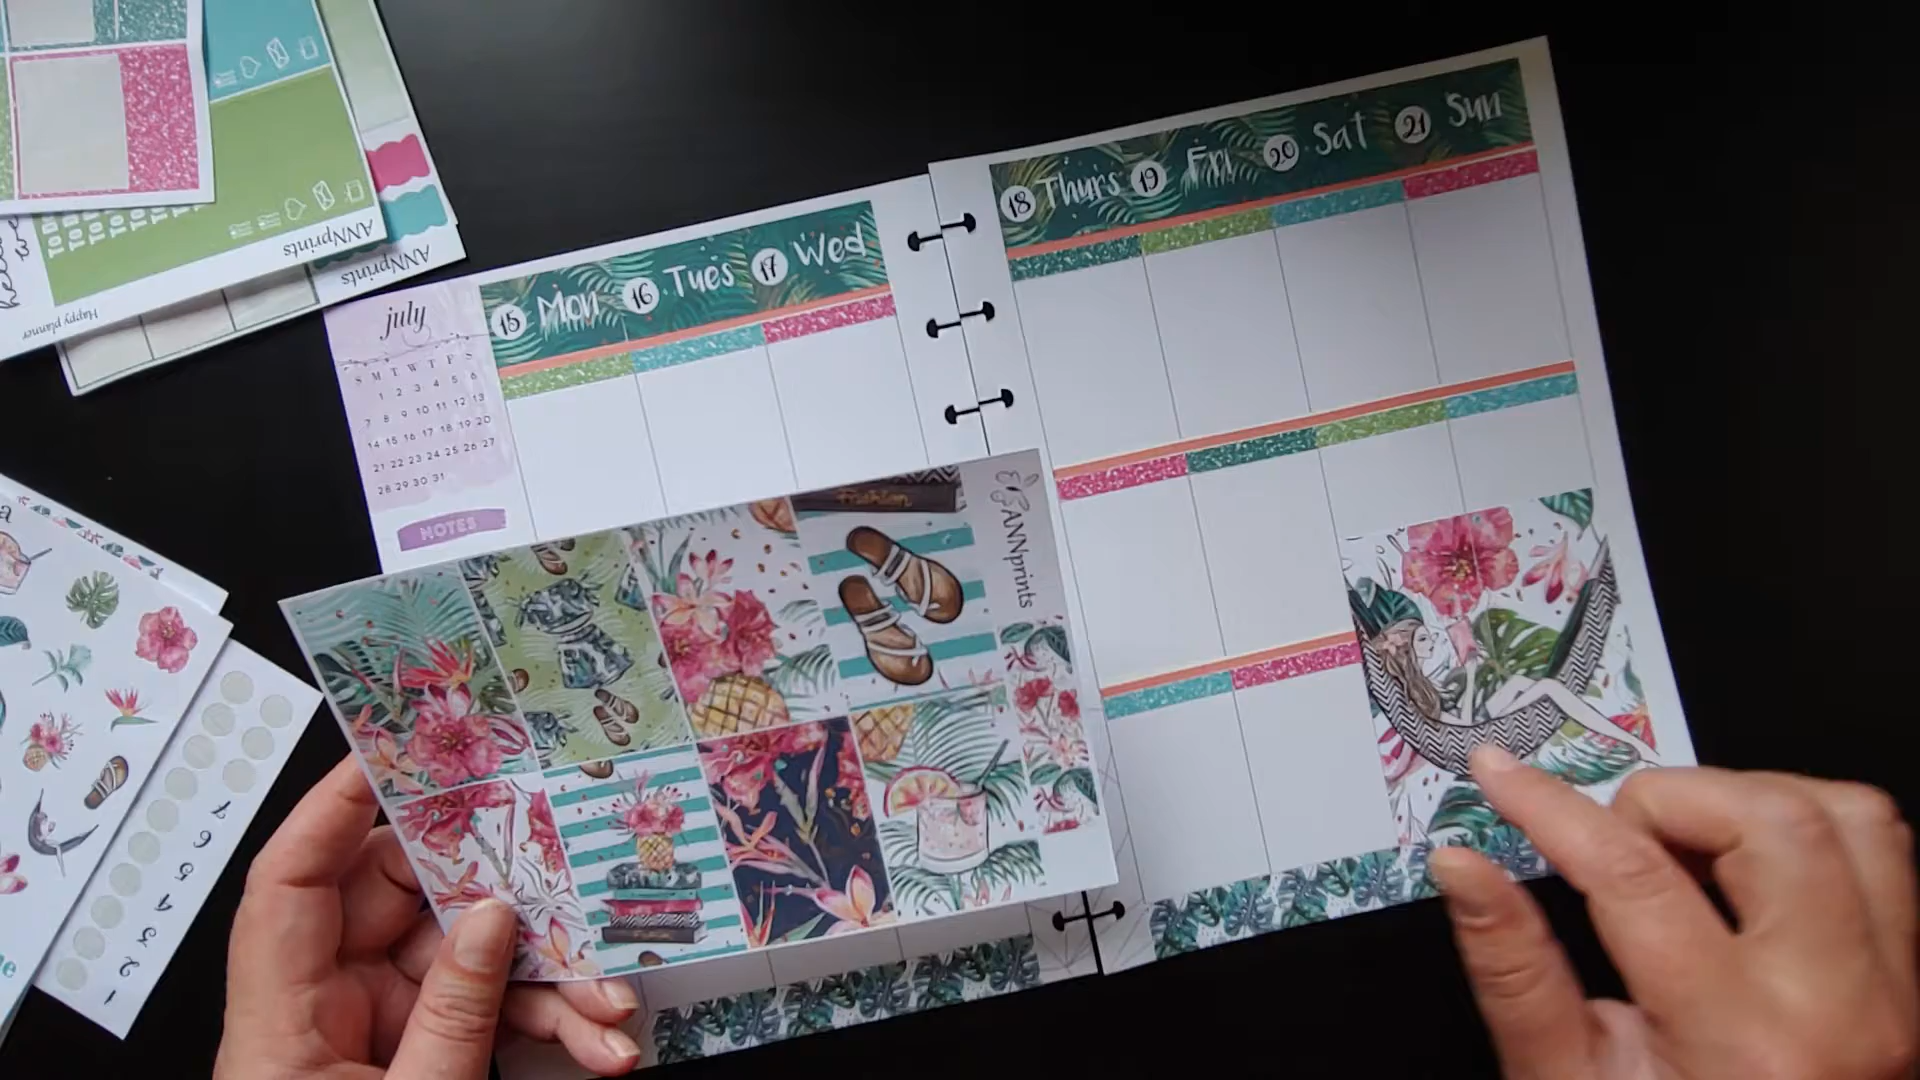 18 Thurs 19 Fri 20 Sat 21 Sun
15 Mon 16 Tues 17 Wed
july
S M T W T F S
1 2 3 4 5 6
7 8 9 10 11 12 13
14 15 16 17 18 19 20
21 22 23 24 25 26 27
28 29 30 31
NOTES
Fashion
ANNprints
ANNprints
ANNprints
Happy planner
TO DO